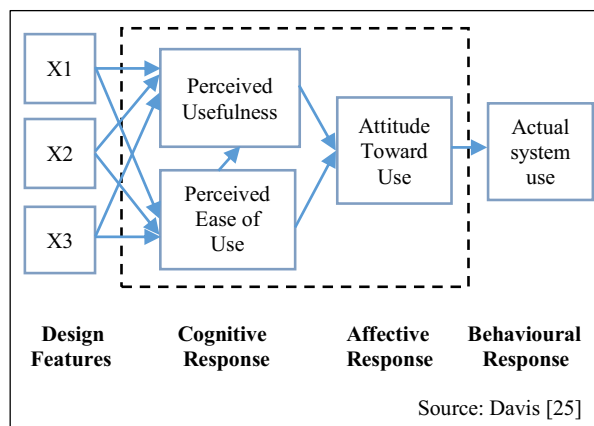 X1
X2
X3
Perceived
Usefulness
Perceived
Ease of
Use
Attitude
Toward
Use
Actual
system
use
Design
Features
Cognitive
Response
Affective
Response
Behavioural
Response
Source: Davis [25]